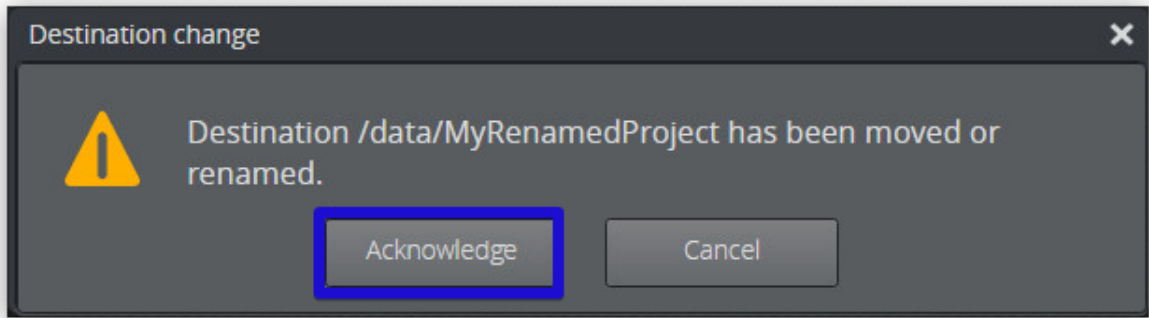 Destination change
Destination /data/MyRenamedProject has been moved or
renamed.
Acknowledge
Cancel